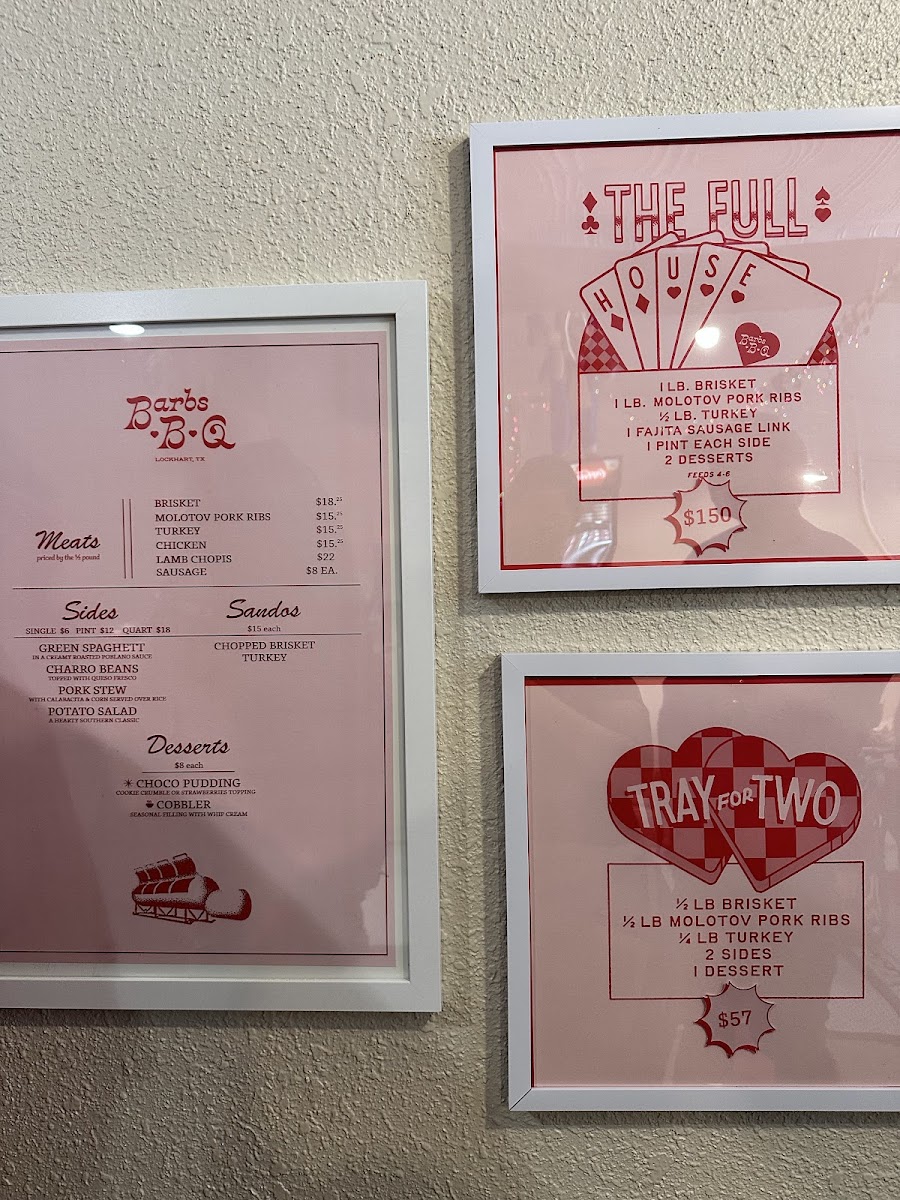 Barbs
B·B·Q
LOCKHART, TX
Meats
priced by the ½ pound
BRISKET $18.25
MOLOTOV PORK RIBS $15.25
TURKEY $15.25
CHICKEN $15.25
LAMB CHOPIS $22
SAUSAGE $8 EA.
Sides
SINGLE $6 PINT $12 QUART $18
GREEN SPAGHETT
IN A CREAMY ROASTED POBLANO SAUCE
CHARRO BEANS
TOPPED WITH QUESO FRESCO
PORK STEW
WITH CALABACITA & CORN SERVED OVER RICE
POTATO SALAD
A HEARTY SOUTHERN CLASSIC
Sandos
$15 each
CHOPPED BRISKET
TURKEY
Desserts
$8 each
CHOCO PUDDING
COOKIE CRUMBLE OR STRAWBERRIES TOPPING
COBBLER
SEASONAL FILLING WITH WHIP CREAM
THE FULL
HOUSE
Barbs
B·B·Q
1 LB. BRISKET
1 LB. MOLOTOV PORK RIBS
½ LB. TURKEY
1 FAJITA SAUSAGE LINK
1 PINT EACH SIDE
2 DESSERTS
FEEDS 4-6
$150
TRAY FOR TWO
½ LB BRISKET
½ LB MOLOTOV PORK RIBS
¼ LB TURKEY
2 SIDES
1 DESSERT
$57